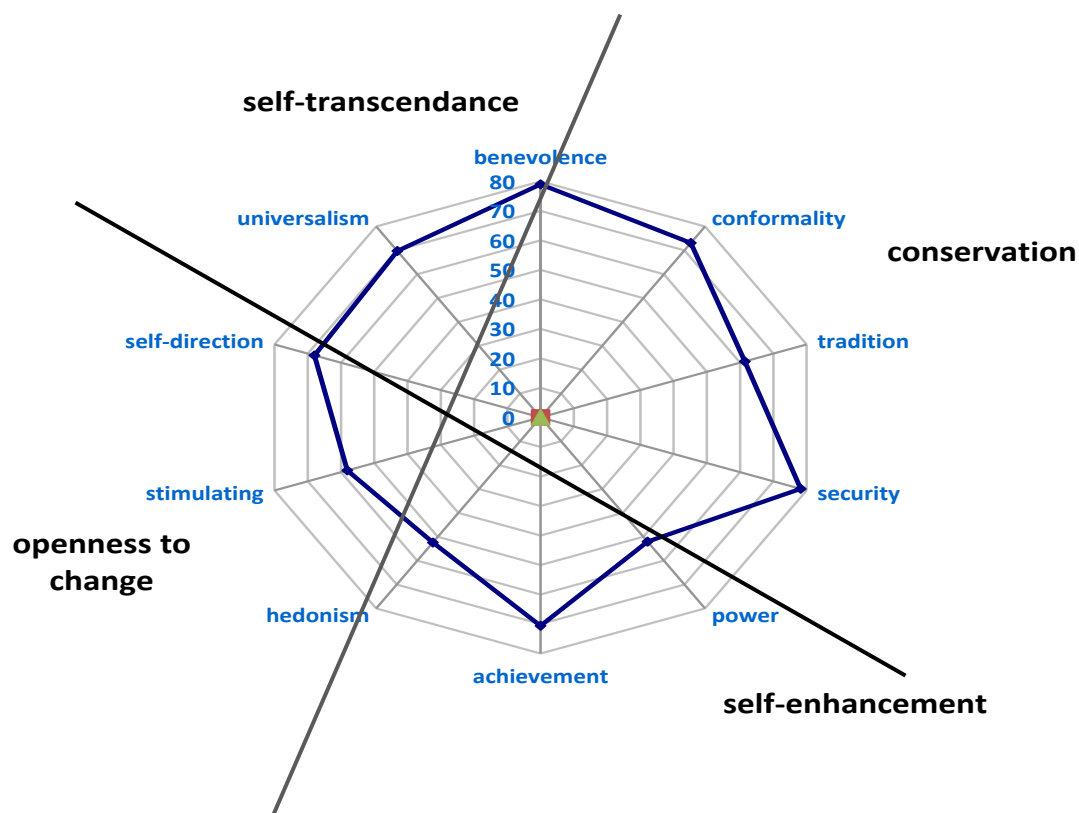 self-transcendance
benevolence
80
universalism
conformality
70
60
conservation
50
40
self-direction
tradition
30
20
10
0
stimulating
security
openness to
change
hedonism
power
achievement
self-enhancement